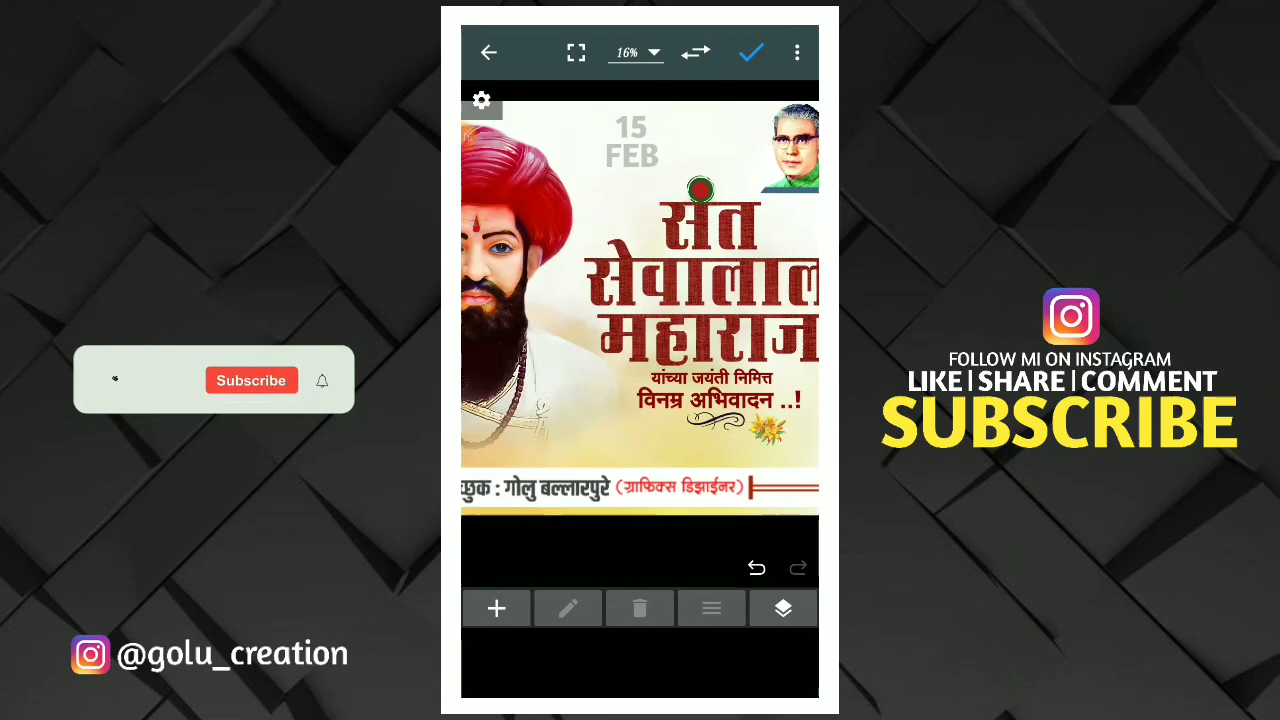 16%
15
FEB
संत
सेवालाल
महाराज
यांच्या जयंती निमित्त
विनम्र अभिवादन ..!
च्छुक : गोलु बल्लारपुरे (ग्राफिक्स डिझाईनर)
Subscribe
@golu_creation
FOLLOW MI ON INSTAGRAM
LIKE | SHARE | COMMENT
SUBSCRIBE